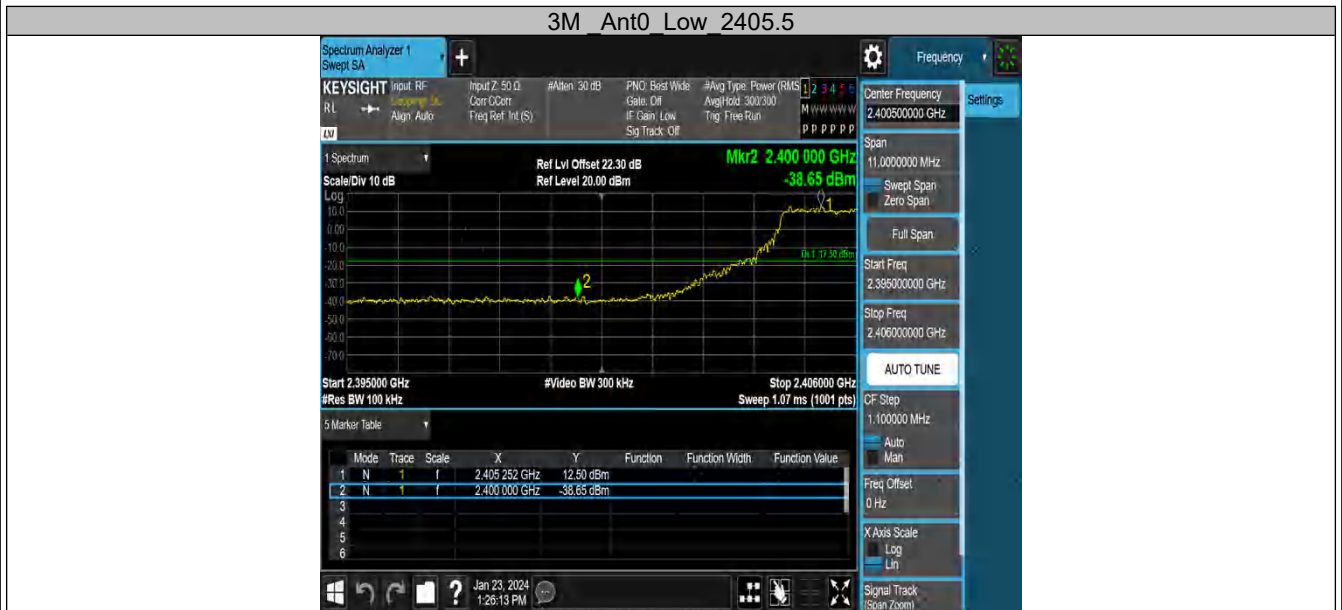 3M _Ant0_Low_2405.5
Spectrum Analyzer 1
Swept SA
+
Frequency
KEYSIGHT
RL
LXI
Input: RF
Align: Auto
Input Z: 50 Ω
Corr CCorr
Freq Ref: Int (S)
#Atten: 30 dB
PNO: Best Wide
Gate: Off
IF Gain: Low
Sig Track: Off
#Avg Type: Power (RMS
Avg|Hold: 300/300
Trig: Free Run
1 2 3 4 5 6
M W W W W W
P P P P P P
1 Spectrum
Scale/Div 10 dB
Ref Lvl Offset 22.30 dB
Ref Level 20.00 dBm
Mkr2 2.400 000 GHz
-38.65 dBm
Log
10.0
0.00
-10.0
-20.0
-30.0
-40.0
-50.0
-60.0
-70.0
1
2
Start 2.395000 GHz
#Res BW 100 kHz
#Video BW 300 kHz
Stop 2.406000 GHz
Sweep 1.07 ms (1001 pts)
5 Marker Table
Mode Trace Scale X Y Function Function Width Function Value
1 N 1 f 2.405 252 GHz 12.50 dBm
2 N 1 f 2.400 000 GHz -38.65 dBm
3
4
5
6
Jan 23, 2024
1:26:13 PM
?
Settings
Center Frequency
2.400500000 GHz
Span
11.0000000 MHz
Swept Span
Zero Span
Full Span
Start Freq
2.395000000 GHz
Stop Freq
2.406000000 GHz
AUTO TUNE
CF Step
1.100000 MHz
Auto
Man
Freq Offset
0 Hz
X Axis Scale
Log
Lin
Signal Track
(Span Zoom)